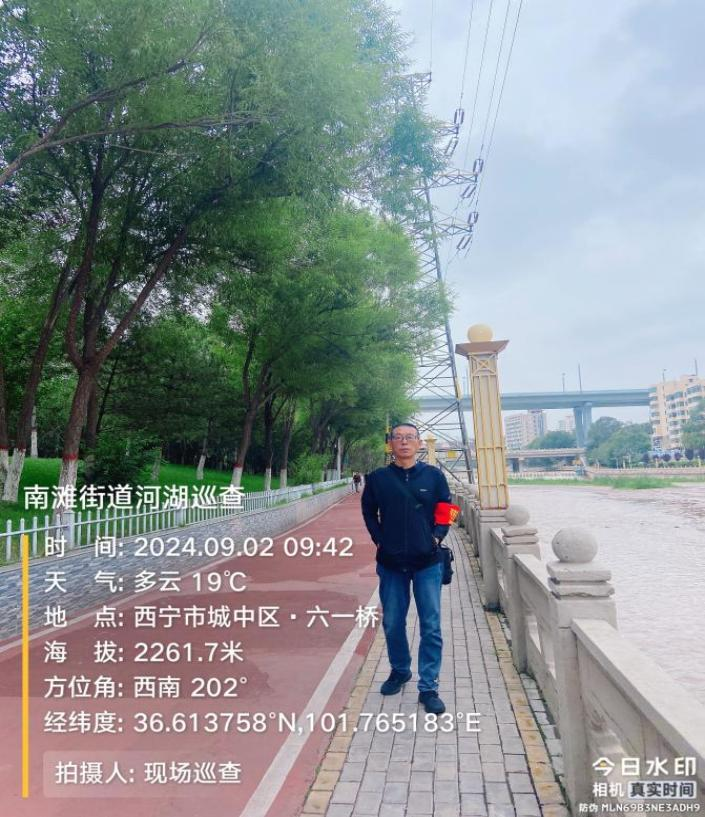 南滩街道河湖巡查
时 间: 2024.09.02 09:42
天 气: 多云 19℃
地 点: 西宁市城中区·六一桥
海 拔: 2261.7米
方位角: 西南 202°
经纬度: 36.613758°N,101.765183°E
拍摄人: 现场巡查
今日水印
相机 真实时间
防伪 MLN69B3NE3ADH9